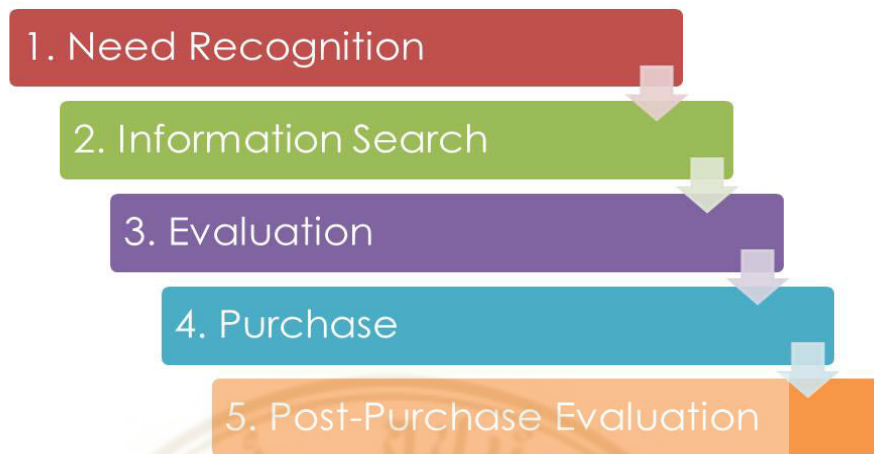 1. Need Recognition
2. Information Search
3. Evaluation
4. Purchase
5. Post-Purchase Evaluation